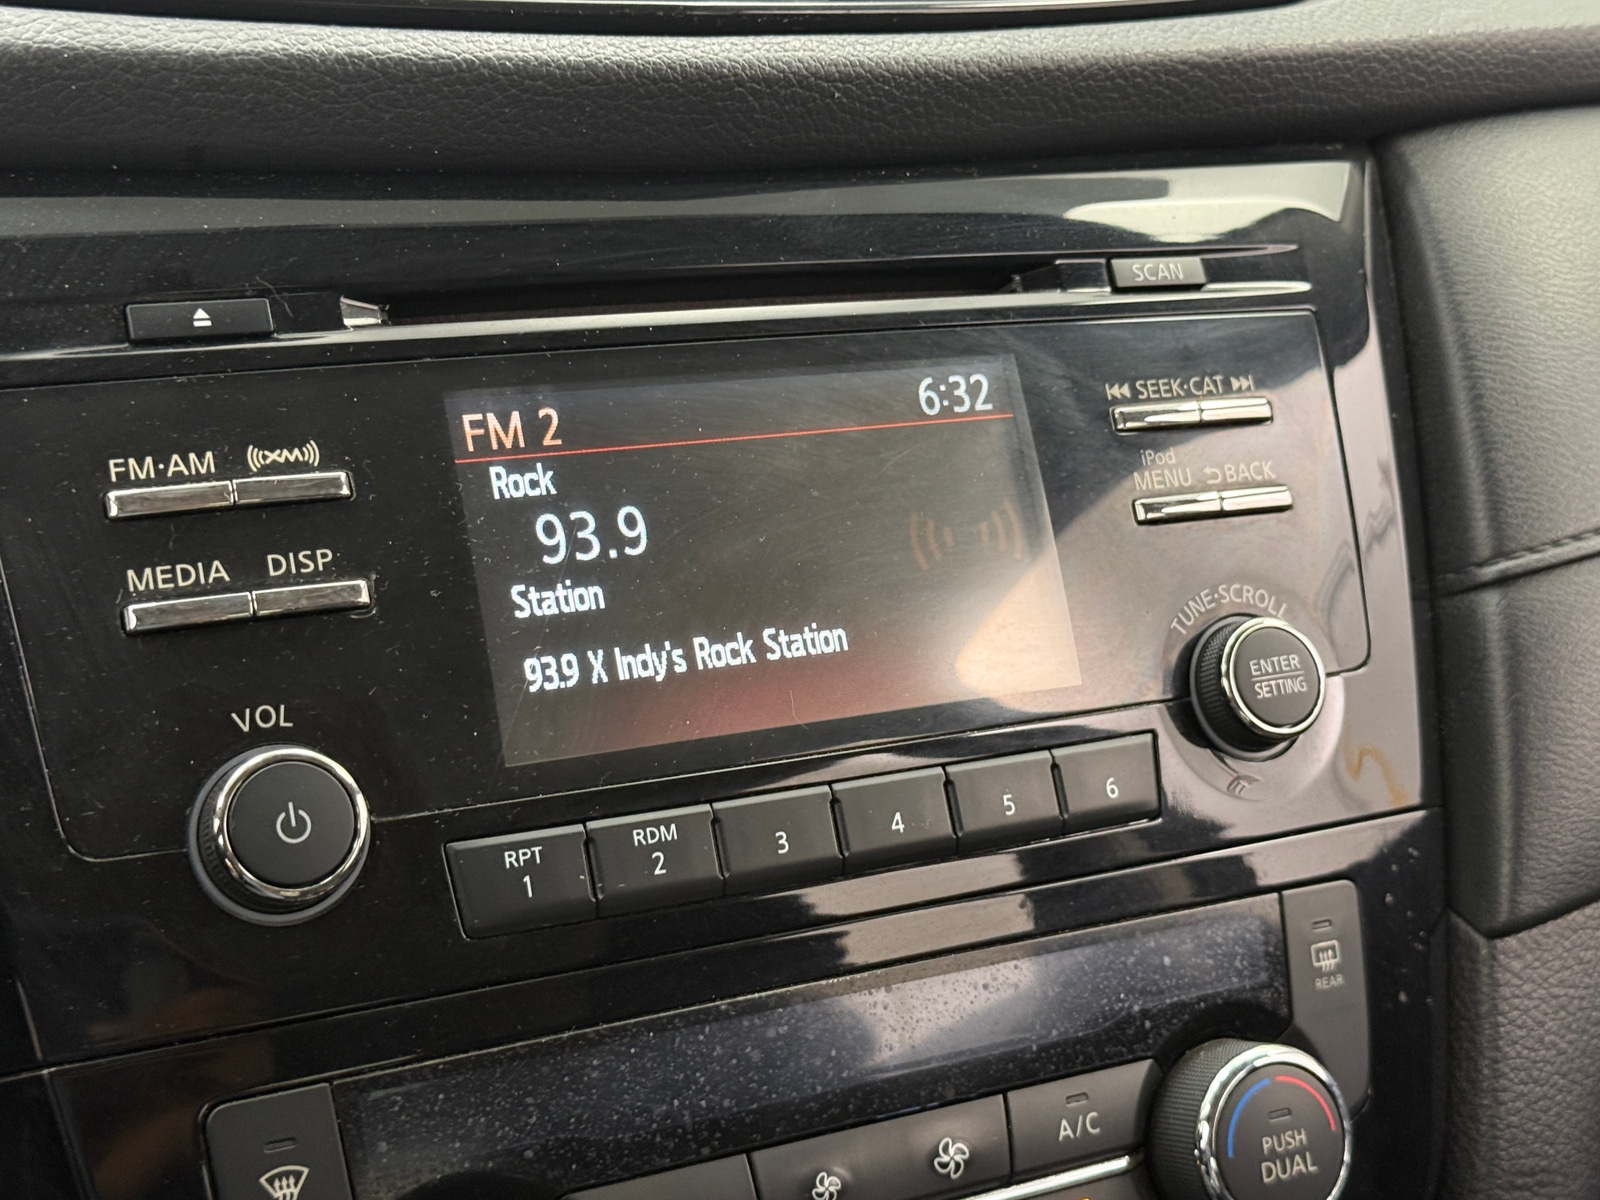 SCAN
FM 2 6:32
Rock
93.9
Station
93.9 X Indy's Rock Station
FM·AM ((XM))
MEDIA DISP
VOL
SEEK·CAT
iPod
MENU BACK
TUNE·SCROLL
ENTER
SETTING
RPT
1
RDM
2
3
4
5
6
REAR
A/C
PUSH
DUAL